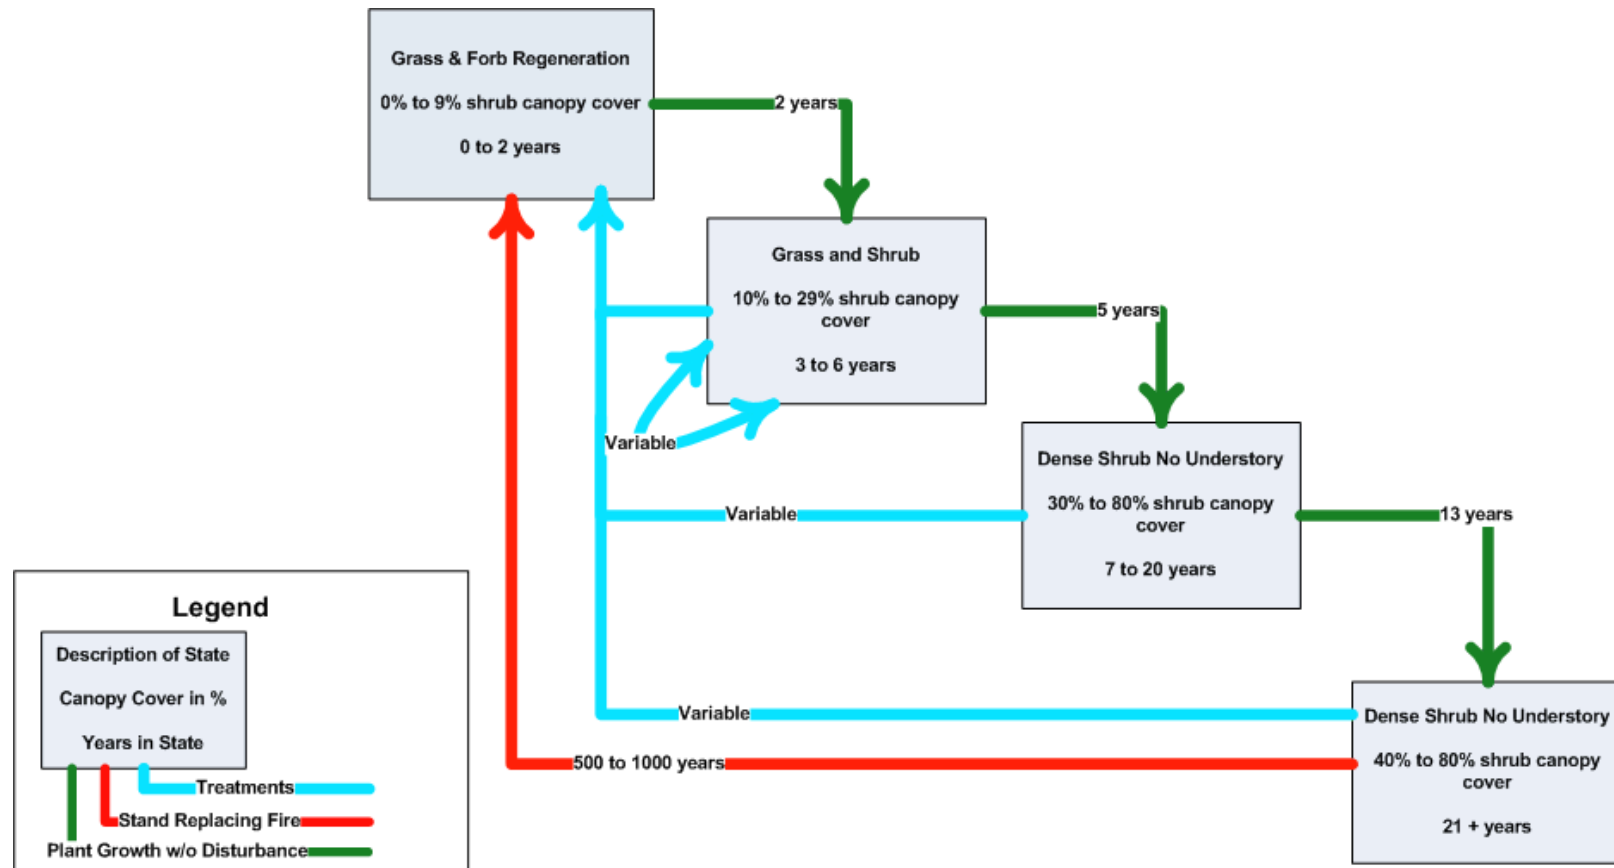 Grass & Forb Regeneration
0% to 9% shrub canopy cover
0 to 2 years
2 years
Grass and Shrub
10% to 29% shrub canopy
cover
3 to 6 years
5 years
Variable
Dense Shrub No Understory
30% to 80% shrub canopy
cover
7 to 20 years
Variable
13 years
Dense Shrub No Understory
40% to 80% shrub canopy
cover
21 + years
Variable
500 to 1000 years
Legend
Description of State
Canopy Cover in %
Years in State
Treatments
Stand Replacing Fire
Plant Growth w/o Disturbance